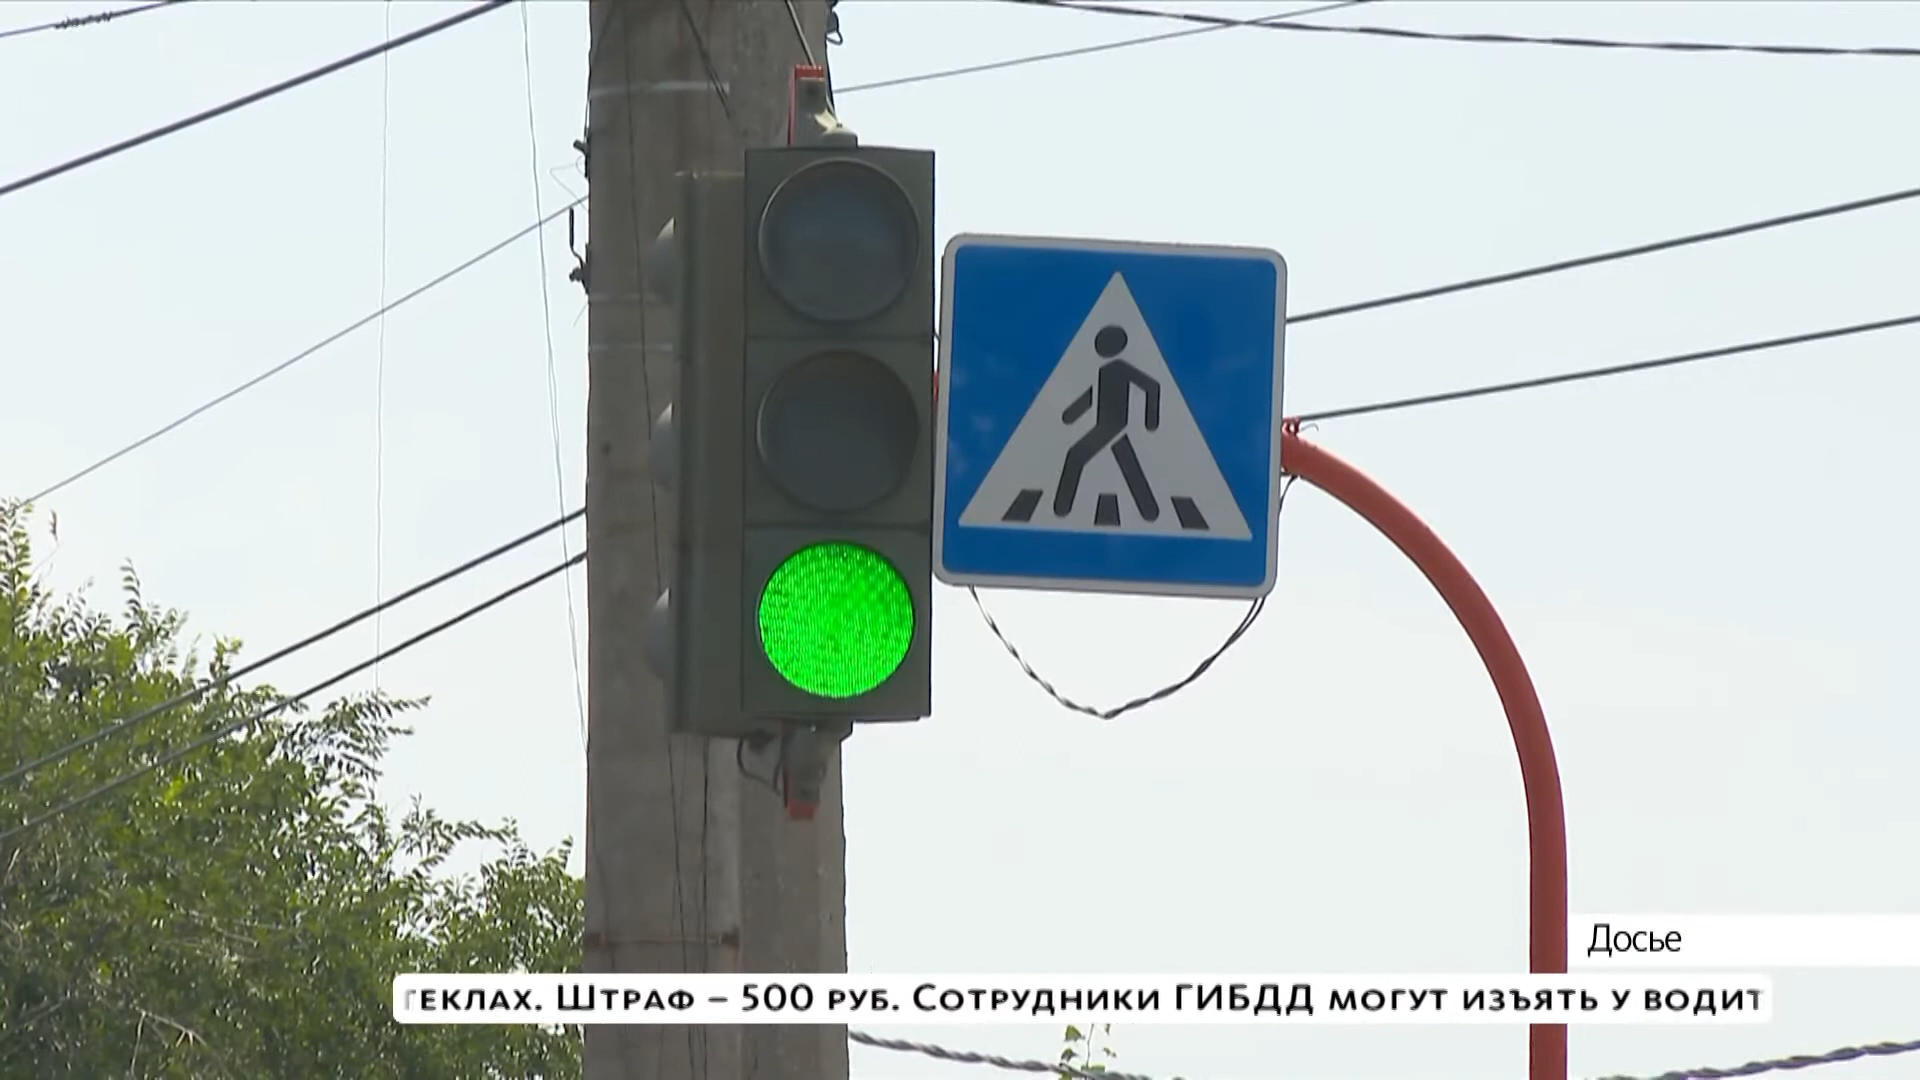 Досье
ТЕКЛАХ. ШТРАФ – 500 РУБ. СОТРУДНИКИ ГИБДД МОГУТ ИЗЪЯТЬ У ВОДИТ